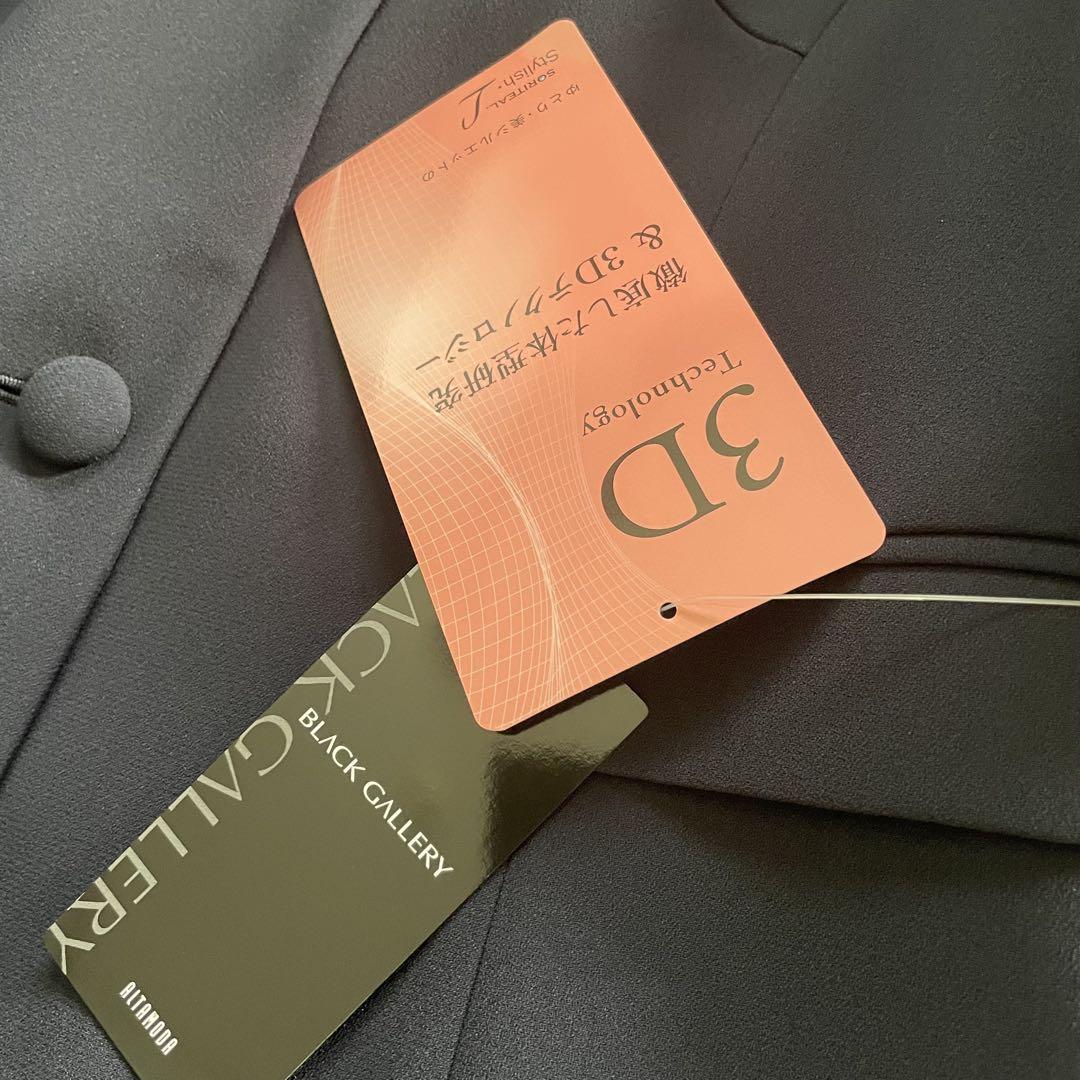 3D
Technology
徹底した体型研究
& 3Dテクノロジー
ゆとり・美シルエットの
SORITEAL
Stylish・L
ACK GALLERY
BLACK GALLERY
ALTAMODA